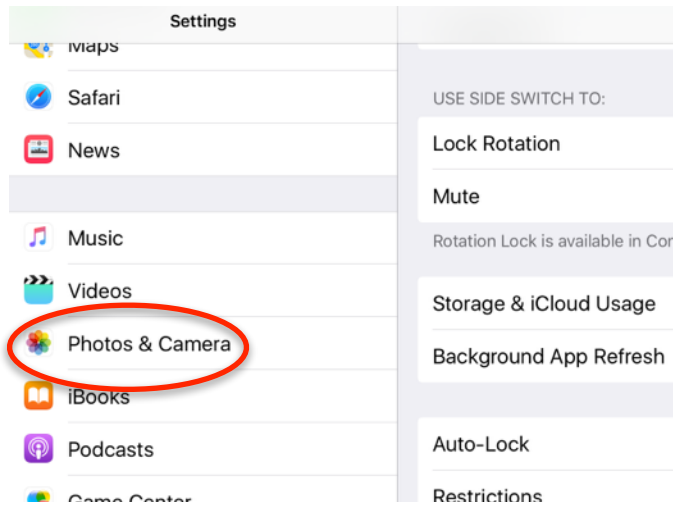 Settings
Maps
Safari
News
Music
Videos
Photos & Camera
iBooks
Podcasts
Game Center
USE SIDE SWITCH TO:
Lock Rotation
Mute
Rotation Lock is available in Con
Storage & iCloud Usage
Background App Refresh
Auto-Lock
Restrictions